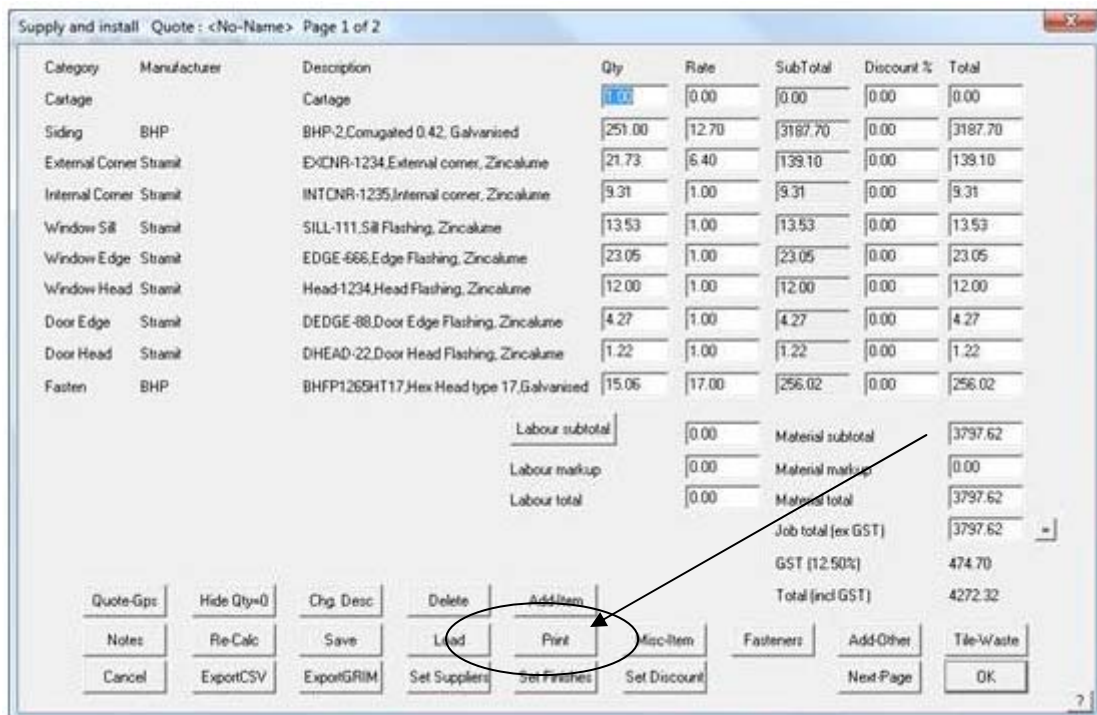 Supply and install Quote : <No-Name> Page 1 of 2
Category Manufacturer Description Qty Rate SubTotal Discount % Total
Cartage Cartage 1.00 0.00 0.00 0.00 0.00
Siding BHP BHP-2,Corrugated 0.42, Galvanised 251.00 12.70 3187.70 0.00 3187.70
External Corner Stramit EXCNR-1234,External corner, Zincalume 21.73 6.40 139.10 0.00 139.10
Internal Corner Stramit INTCNR-1235,Internal corner, Zincalume 9.31 1.00 9.31 0.00 9.31
Window Sill Stramit SILL-111,Sill Flashing, Zincalume 13.53 1.00 13.53 0.00 13.53
Window Edge Stramit EDGE-666,Edge Flashing, Zincalume 23.05 1.00 23.05 0.00 23.05
Window Head Stramit Head-1234,Head Flashing, Zincalume 12.00 1.00 12.00 0.00 12.00
Door Edge Stramit DEDGE-88,Door Edge Flashing, Zincalume 4.27 1.00 4.27 0.00 4.27
Door Head Stramit DHEAD-22,Door Head Flashing, Zincalume 1.22 1.00 1.22 0.00 1.22
Fasten BHP BHFP1265HT17,Hex Head type 17,Galvanised 15.06 17.00 256.02 0.00 256.02
Labour subtotal 0.00 Material subtotal 3797.62
Labour markup 0.00 Material markup 0.00
Labour total 0.00 Material total 3797.62
Job total (ex GST) 3797.62 =
GST (12.50%) 474.70
Total (incl GST) 4272.32
Quote-Gps Hide Qty=0 Chg. Desc Delete Add-Item
Notes Re-Calc Save Load Print Misc-Item Fasteners Add-Other Tile-Waste
Cancel ExportCSV ExportGRIM Set Suppliers Set Finishes Set Discount Next-Page OK
?